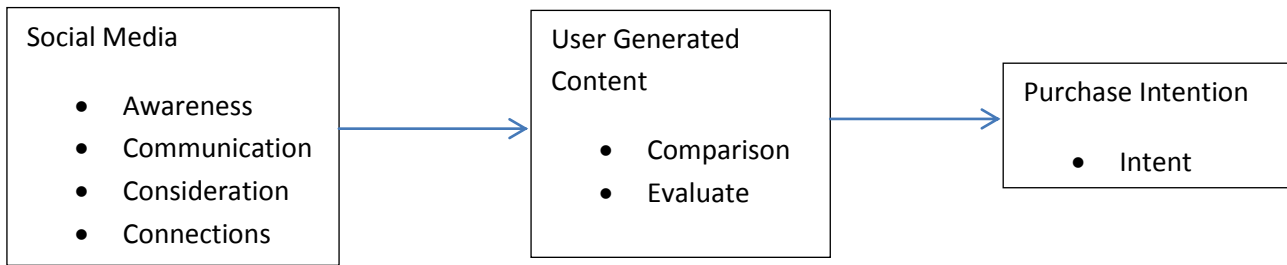 Social Media
• Awareness
• Communication
• Consideration
• Connections
User Generated
Content
• Comparison
• Evaluate
Purchase Intention
• Intent